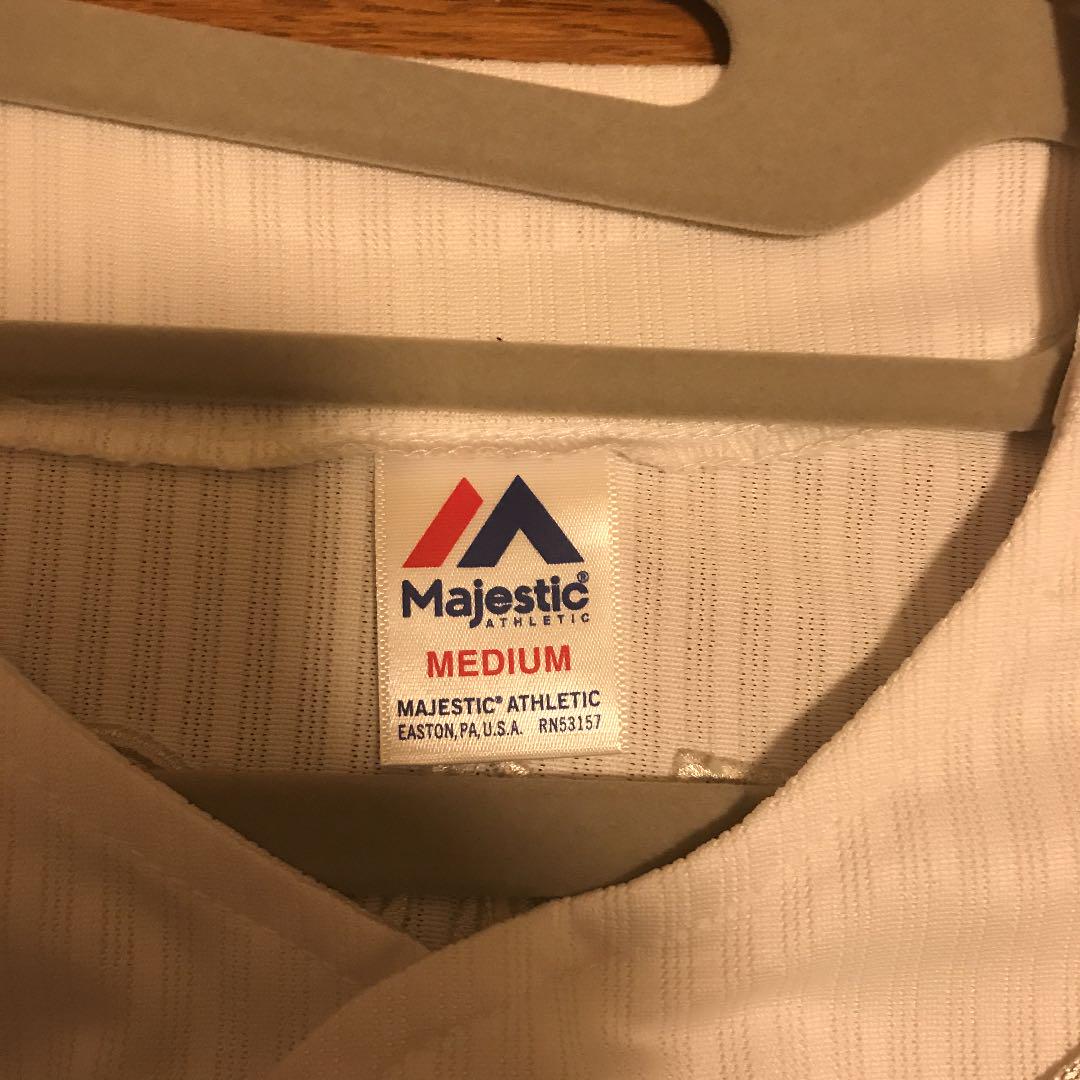 Majestic®
ATHLETIC
MEDIUM
MAJESTIC® ATHLETIC
EASTON, PA, U.S.A. RN53157